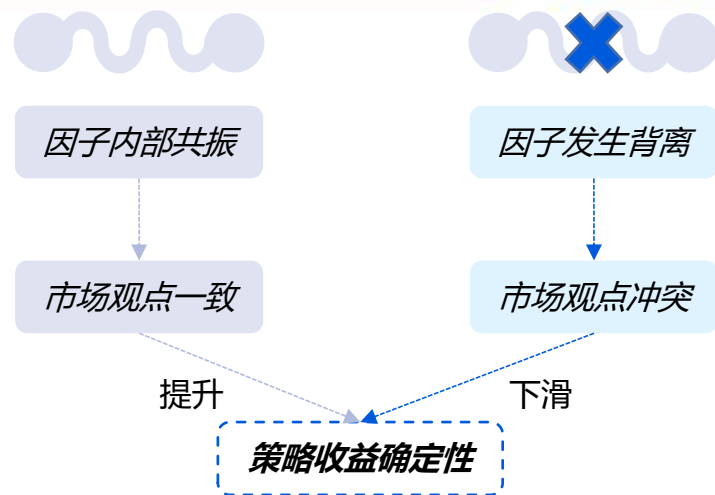 因子内部共振
因子发生背离
市场观点一致
市场观点冲突
提升
下滑
策略收益确定性